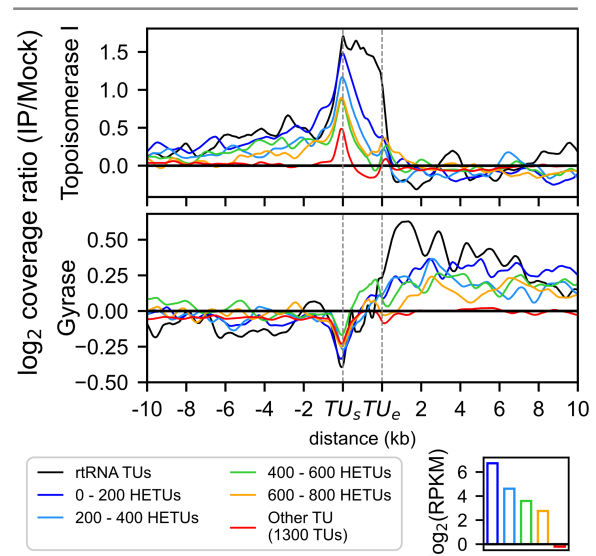 log2 coverage ratio (IP/Mock)
Topoisomerase I
1.5
1.0
0.5
0.0
Gyrase
0.50
0.25
0.00
−0.25
−0.50
-10 -8 -6 -4 -2 TUs TUe 2 4 6 8 10
distance (kb)
rtRNA TUs
0 - 200 HETUs
200 - 400 HETUs
400 - 600 HETUs
600 - 800 HETUs
Other TU
(1300 TUs)
og2(RPKM)
6
4
2
0